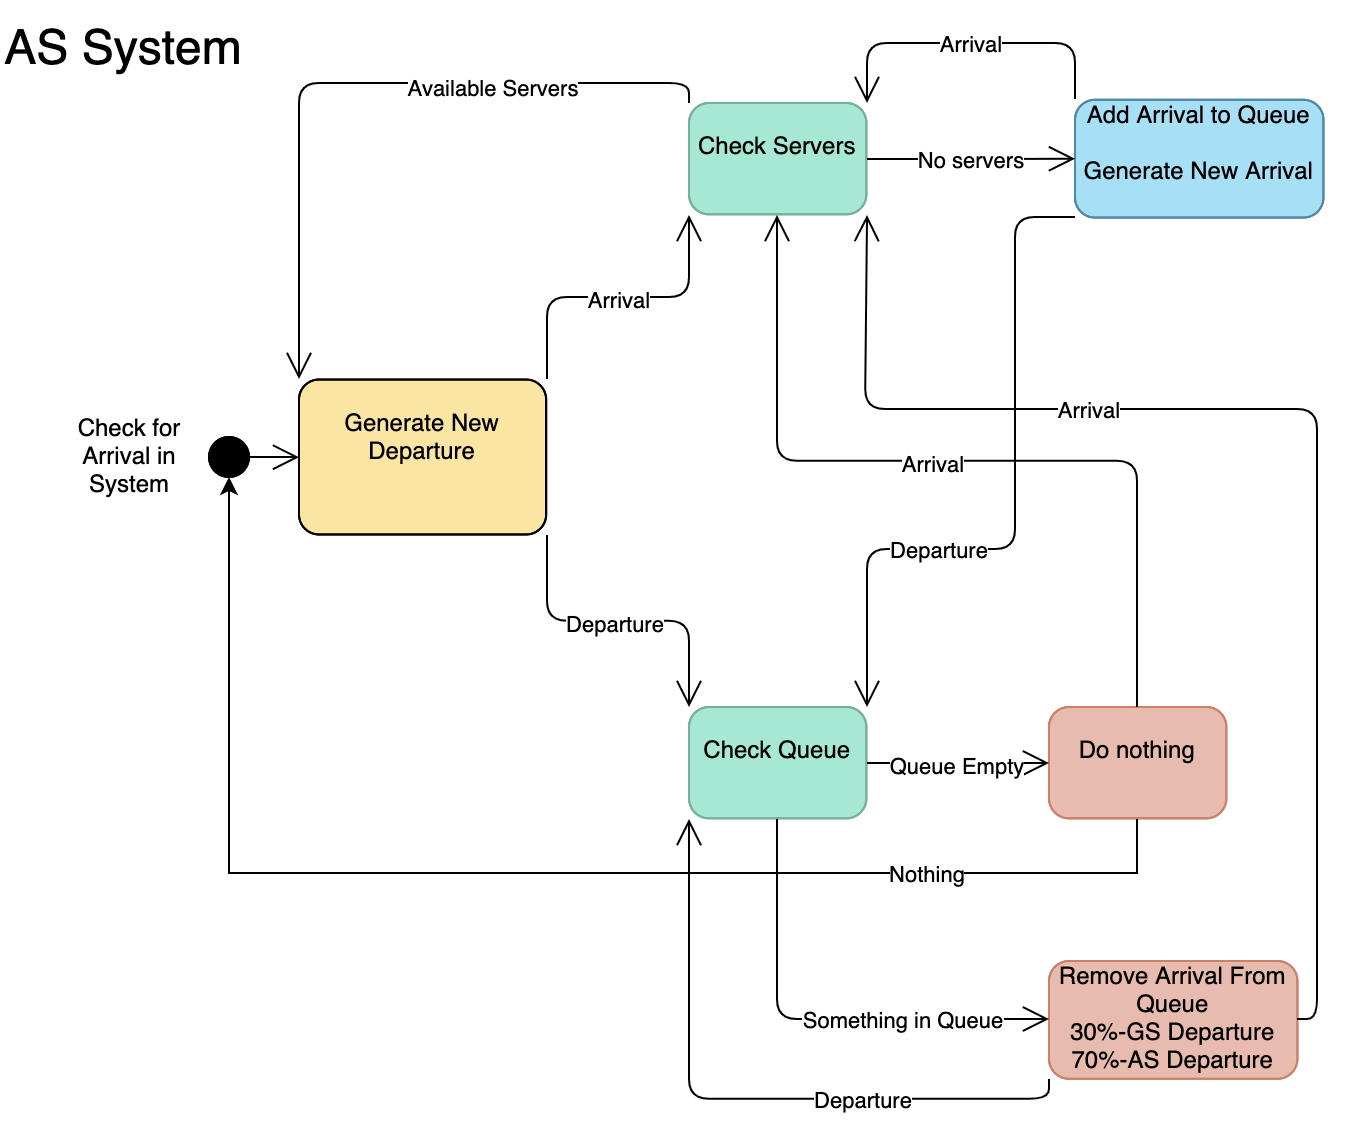 AS System
Arrival
Available Servers
Add Arrival to Queue
Check Servers
No servers
Generate New Arrival
Arrival
Generate New
Departure
Check for
Arrival in
System
Arrival
Arrival
Departure
Departure
Check Queue
Queue Empty
Do nothing
Nothing
Remove Arrival From
Queue
30%-GS Departure
70%-AS Departure
Something in Queue
Departure